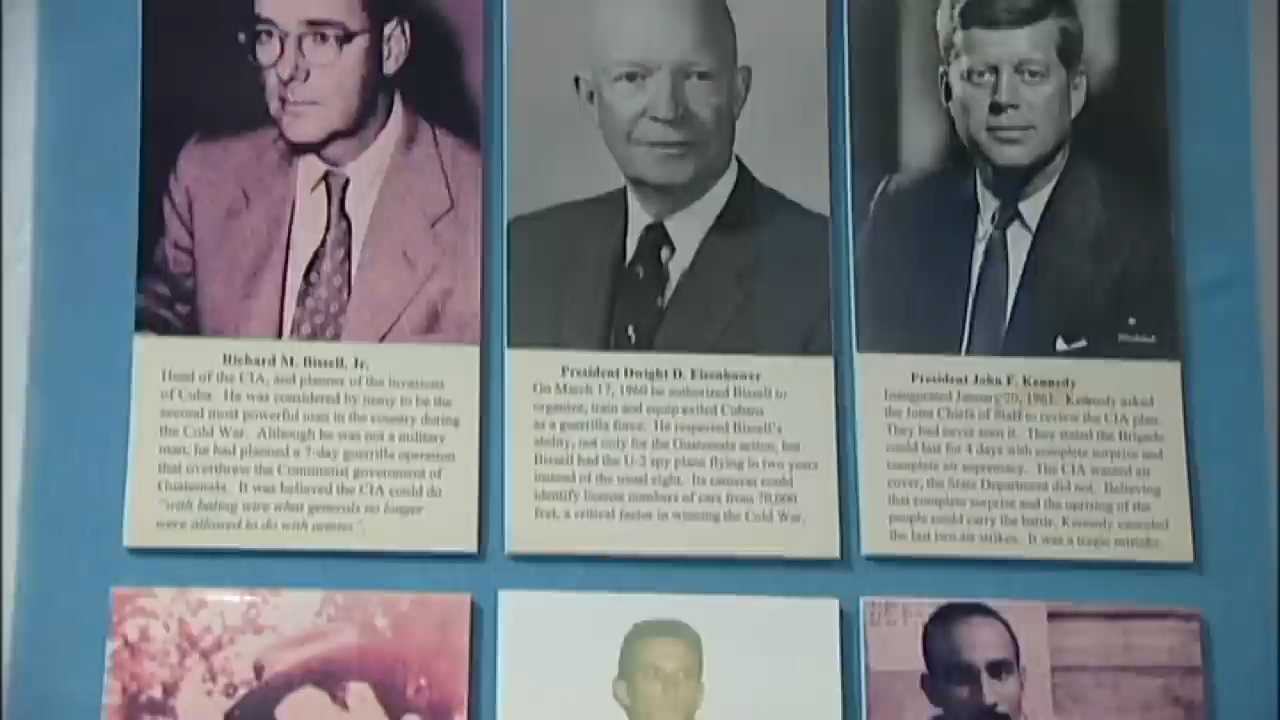 Richard M. Bissell, Jr.
Head of the CIA, and planner of the invasions
of Cuba. He was considered by many to be the
second most powerful man in the country during
the Cold War. Although he was not a military
man, he had planned a 7-day guerrilla operation
that overthrew the Communist government of
Guatemala. It was believed the CIA could do
"with bailing wire what generals no longer
were allowed to do with armies".
President Dwight D. Eisenhower
On March 17, 1960 he authorized Bissell to
organize, train and equip exiled Cubans
as a guerrilla force. He respected Bissell's
ability, not only for the Guatemala action, but
Bissell had the U-2 spy plane flying in two years
instead of the usual eight. Its cameras could
identify license numbers of cars from 70,000
feet, a critical factor in winning the Cold War.
President John F. Kennedy
Inaugurated January 20, 1961. Kennedy asked
the Joint Chiefs of Staff to review the CIA plan.
They had never seen it. They stated the Brigade
could last for 4 days with complete surprise and
complete air supremacy. The CIA wanted air
cover, the State Department did not. Believing
that complete surprise and the uprising of the
people could carry the battle, Kennedy canceled
the last two air strikes. It was a tragic mistake.